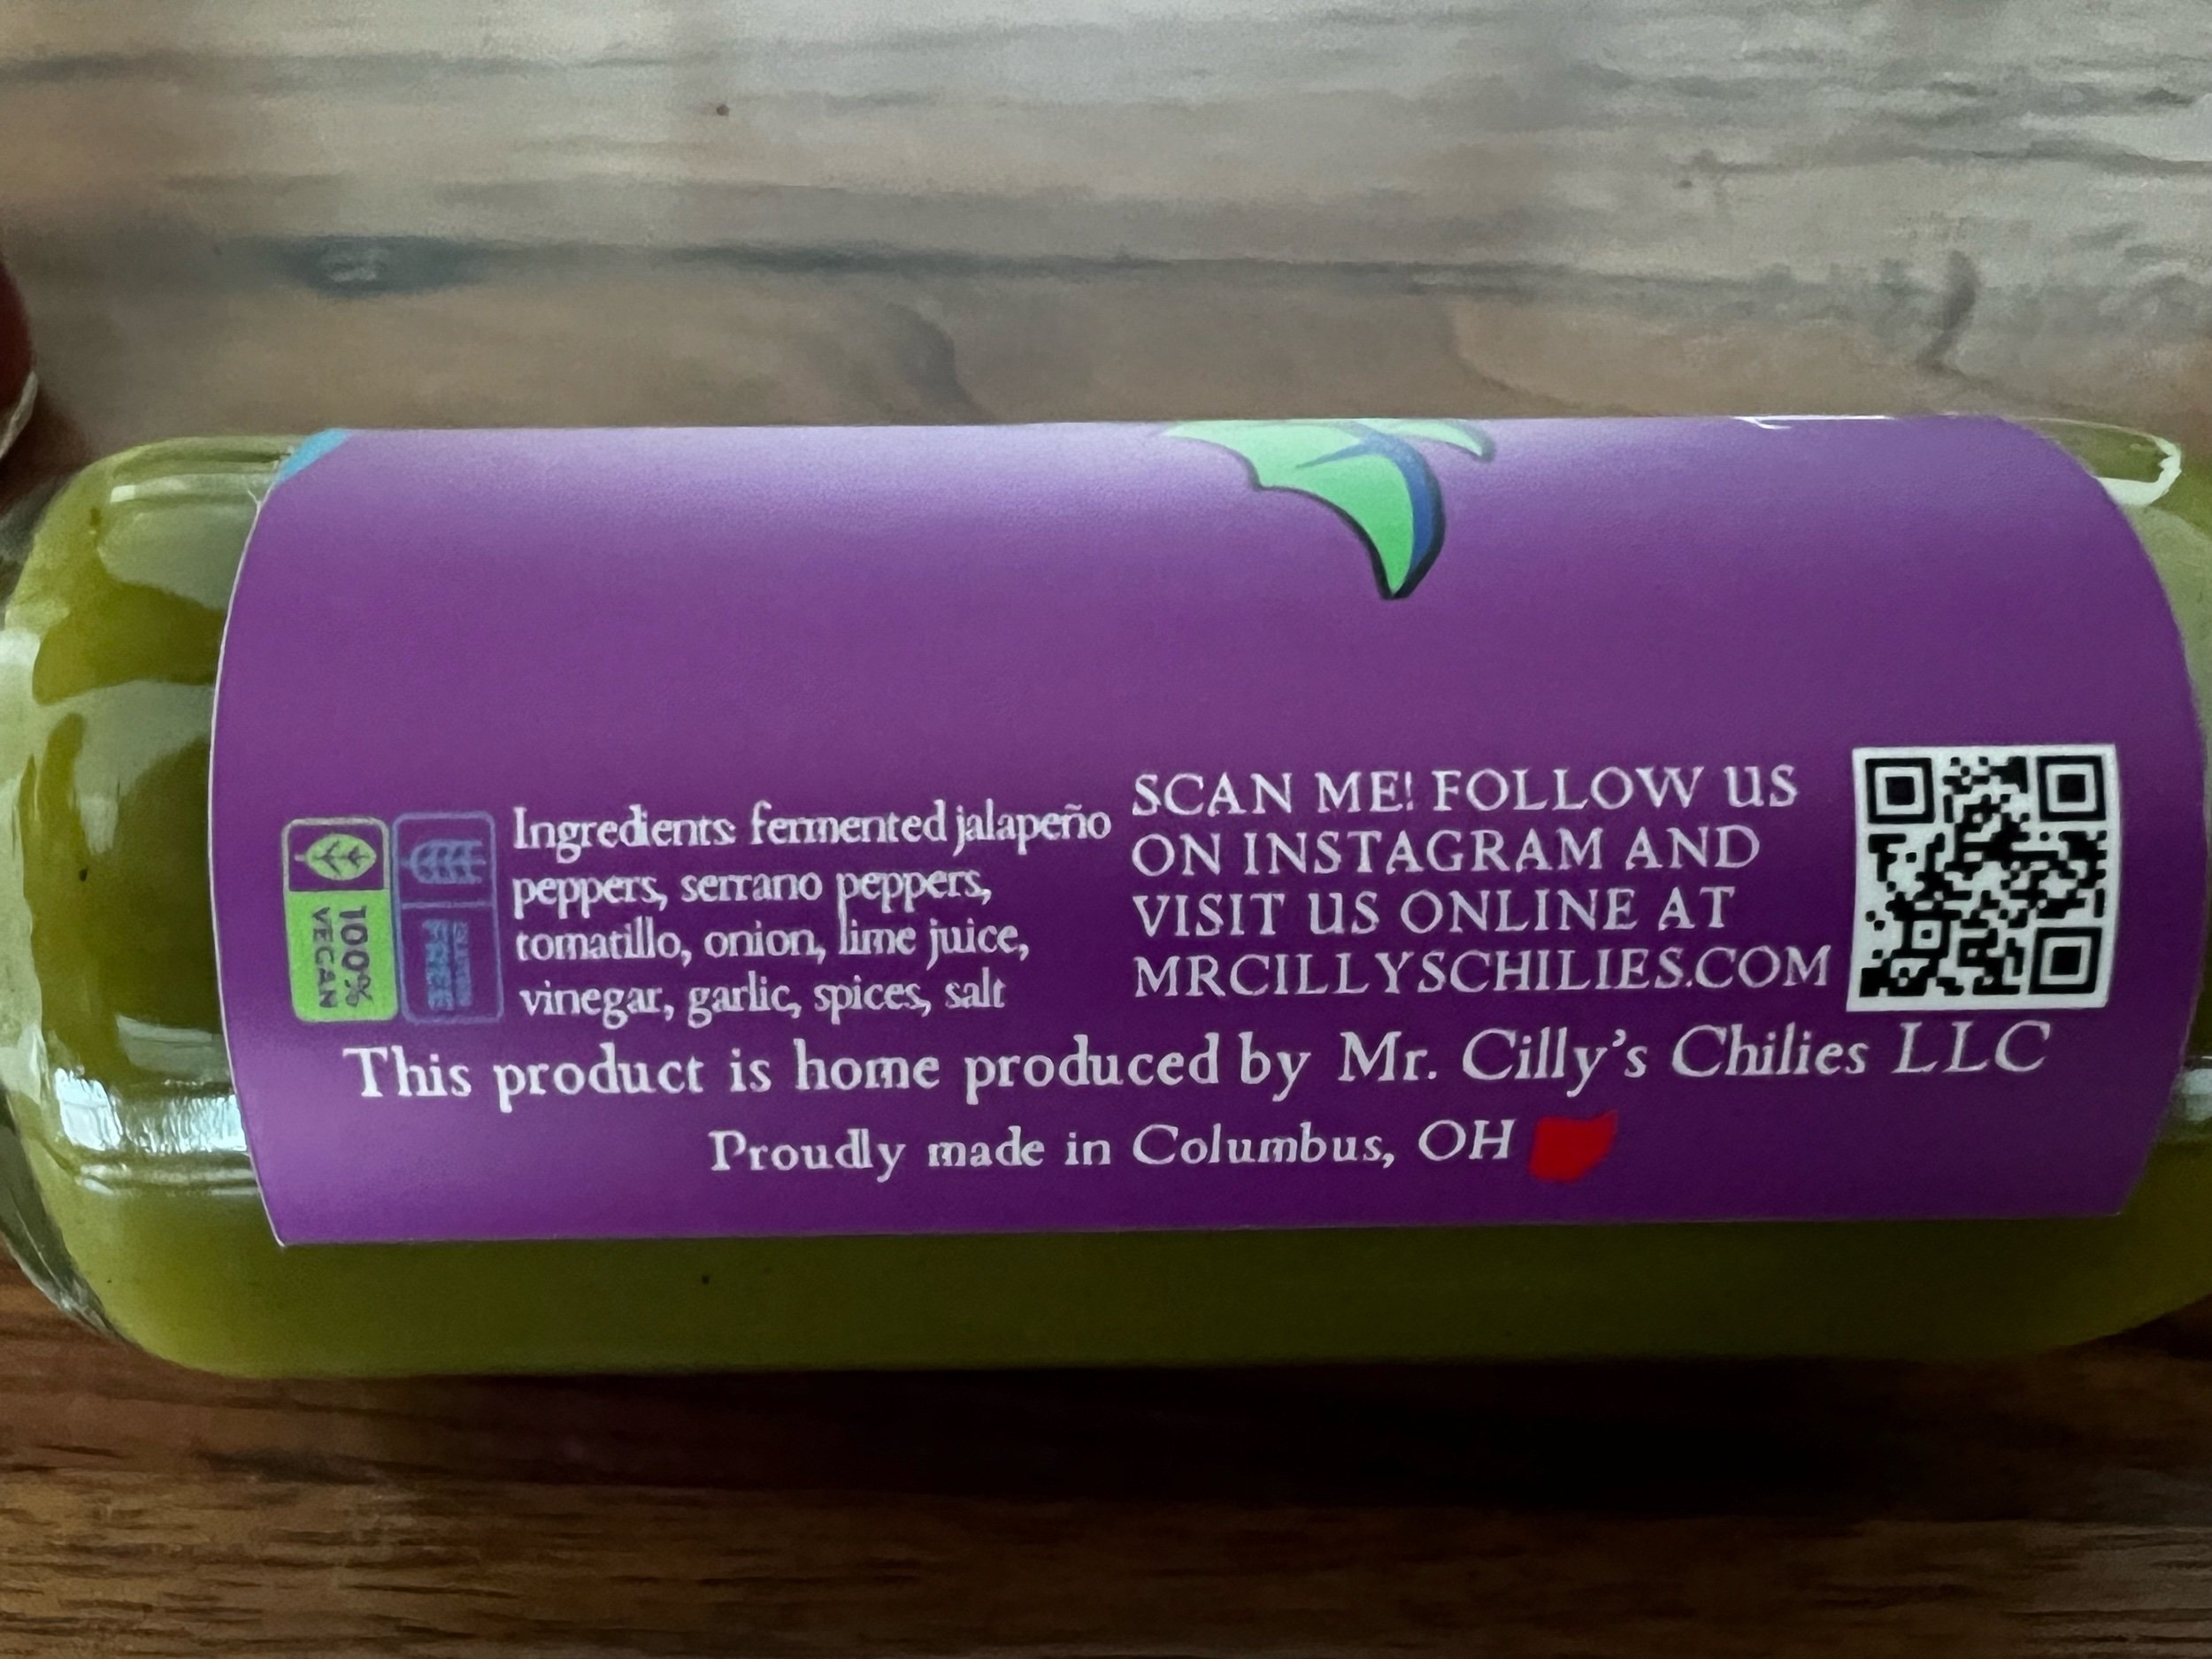 100%
VEGAN
GLUTEN
FREE
Ingredients: fermented jalapeño
peppers, serrano peppers,
tomatillo, onion, lime juice,
vinegar, garlic, spices, salt
SCAN ME! FOLLOW US
ON INSTAGRAM AND
VISIT US ONLINE AT
MRCILLYSCHILIES.COM
This product is home produced by Mr. Cilly's Chilies LLC
Proudly made in Columbus, OH